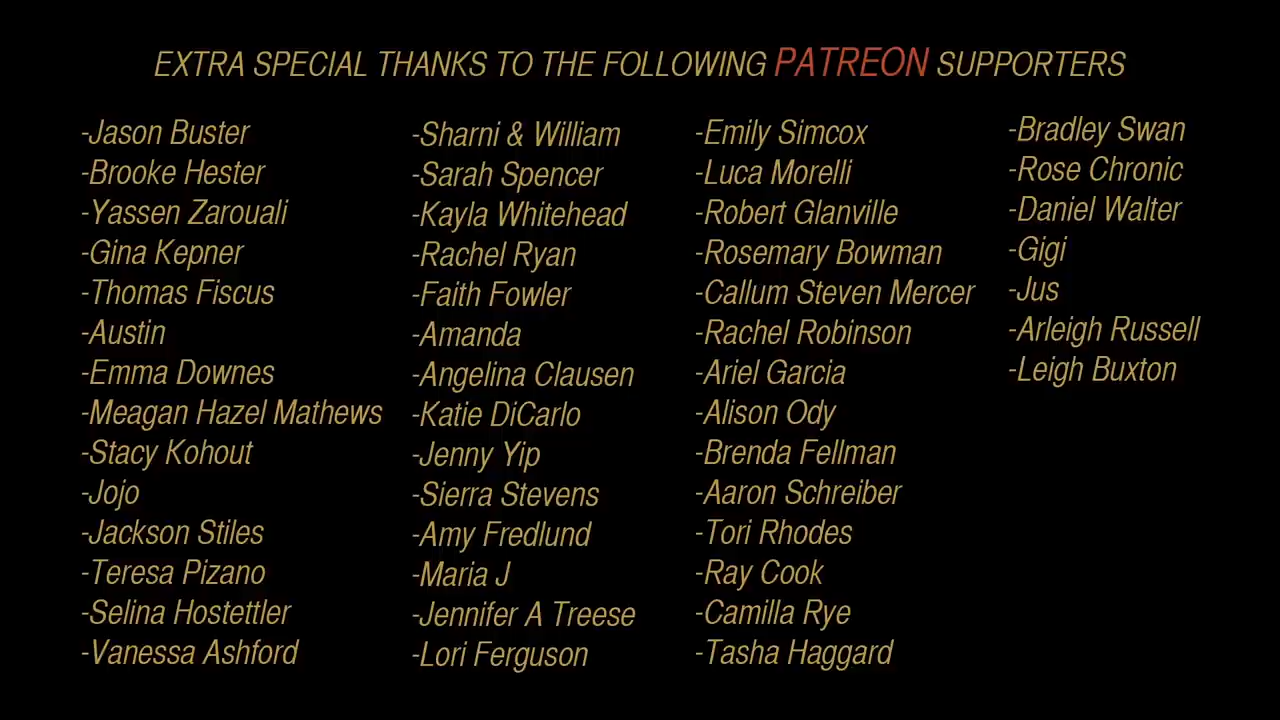 EXTRA SPECIAL THANKS TO THE FOLLOWING PATREON SUPPORTERS
-Jason Buster
-Brooke Hester
-Yassen Zarouali
-Gina Kepner
-Thomas Fiscus
-Austin
-Emma Downes
-Meagan Hazel Mathews
-Stacy Kohout
-Jojo
-Jackson Stiles
-Teresa Pizano
-Selina Hostettler
-Vanessa Ashford
-Sharni & William
-Sarah Spencer
-Kayla Whitehead
-Rachel Ryan
-Faith Fowler
-Amanda
-Angelina Clausen
-Katie DiCarlo
-Jenny Yip
-Sierra Stevens
-Amy Fredlund
-Maria J
-Jennifer A Treese
-Lori Ferguson
-Emily Simcox
-Luca Morelli
-Robert Glanville
-Rosemary Bowman
-Callum Steven Mercer
-Rachel Robinson
-Ariel Garcia
-Alison Ody
-Brenda Fellman
-Aaron Schreiber
-Tori Rhodes
-Ray Cook
-Camilla Rye
-Tasha Haggard
-Bradley Swan
-Rose Chronic
-Daniel Walter
-Gigi
-Jus
-Arleigh Russell
-Leigh Buxton